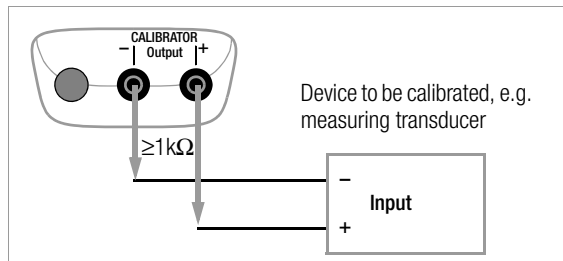 CALIBRATOR
– Output +
Device to be calibrated, e.g.
measuring transducer
≥1kΩ
–
Input
+